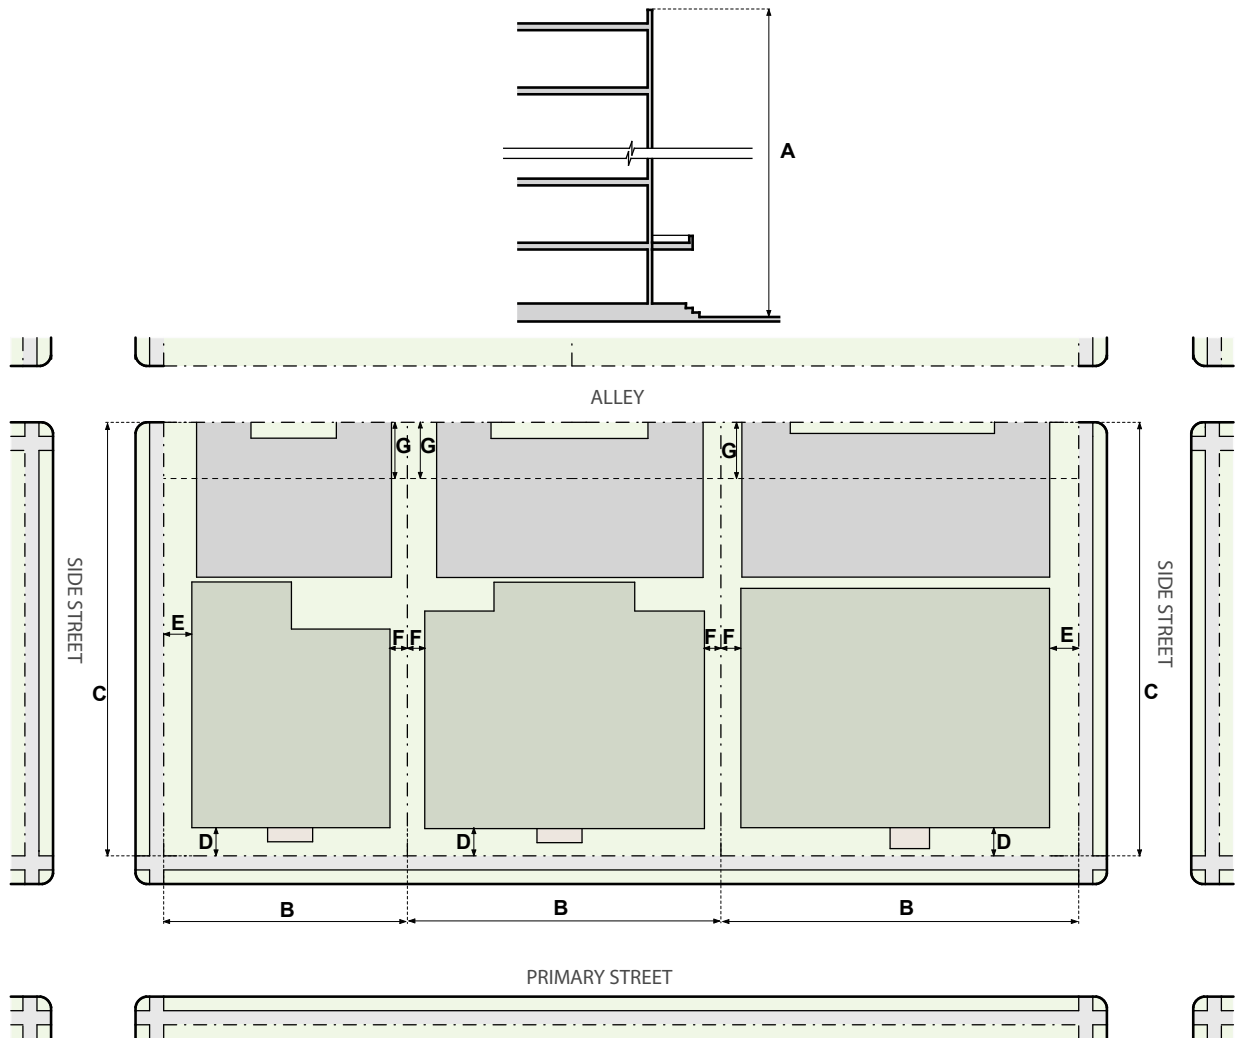 A
ALLEY
G G G
SIDE STREET
SIDE STREET
E F F F F E
C C
D D D
B B B
PRIMARY STREET